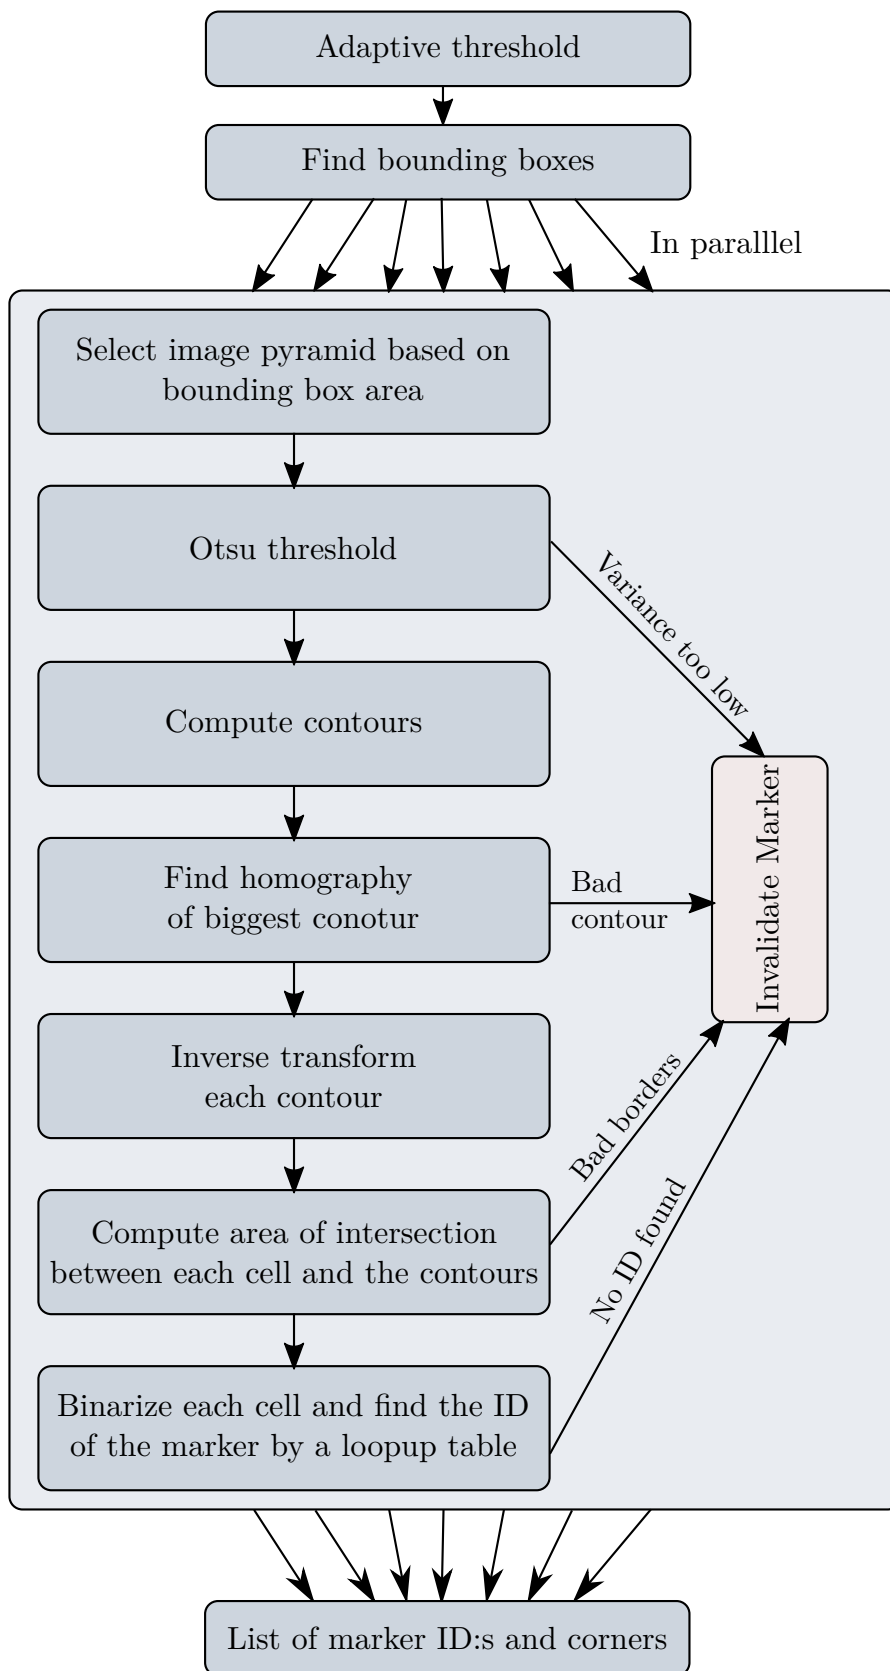 Adaptive threshold
Find bounding boxes
In paralllel
Select image pyramid based on
bounding box area
Otsu threshold
Variance too low
Compute contours
Find homography
of biggest conotur
Bad
contour
Invalidate Marker
Inverse transform
each contour
Bad borders
Compute area of intersection
between each cell and the contours
No ID found
Binarize each cell and find the ID
of the marker by a loopup table
List of marker ID:s and corners